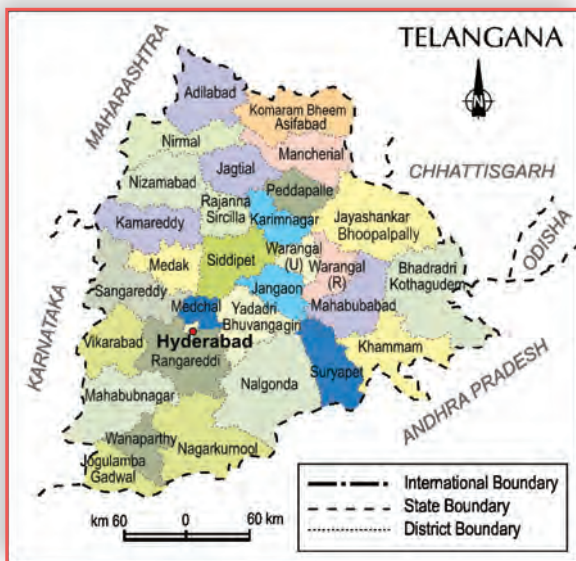 TELANGANA
N
MAHARASHTRA
Adilabad
Komaram Bheem
Asifabad
Nirmal
Mancherial
CHHATTISGARH
Jagtial
Nizamabad
Peddapalle
Rajanna
Sircilla
Karimnagar
Jayashankar
Bhoopalpally
ODISHA
Kamareddy
Warangal
(U)
Siddipet
Medak
Warangal
(R)
Bhadradri
Kothagudem
Sangareddy
Jangaon
Mahabubabad
Medchal
Yadadri
Bhuvangagiri
KARNATAKA
Hyderabad
Vikarabad
Rangareddi
Khammam
Suryapet
ANDHRA PRADESH
Nalgonda
Mahabubnagar
Wanaparthy
Nagarkurnool
Jogulamba
Gadwal
International Boundary
State Boundary
District Boundary
km 60 0 60 km